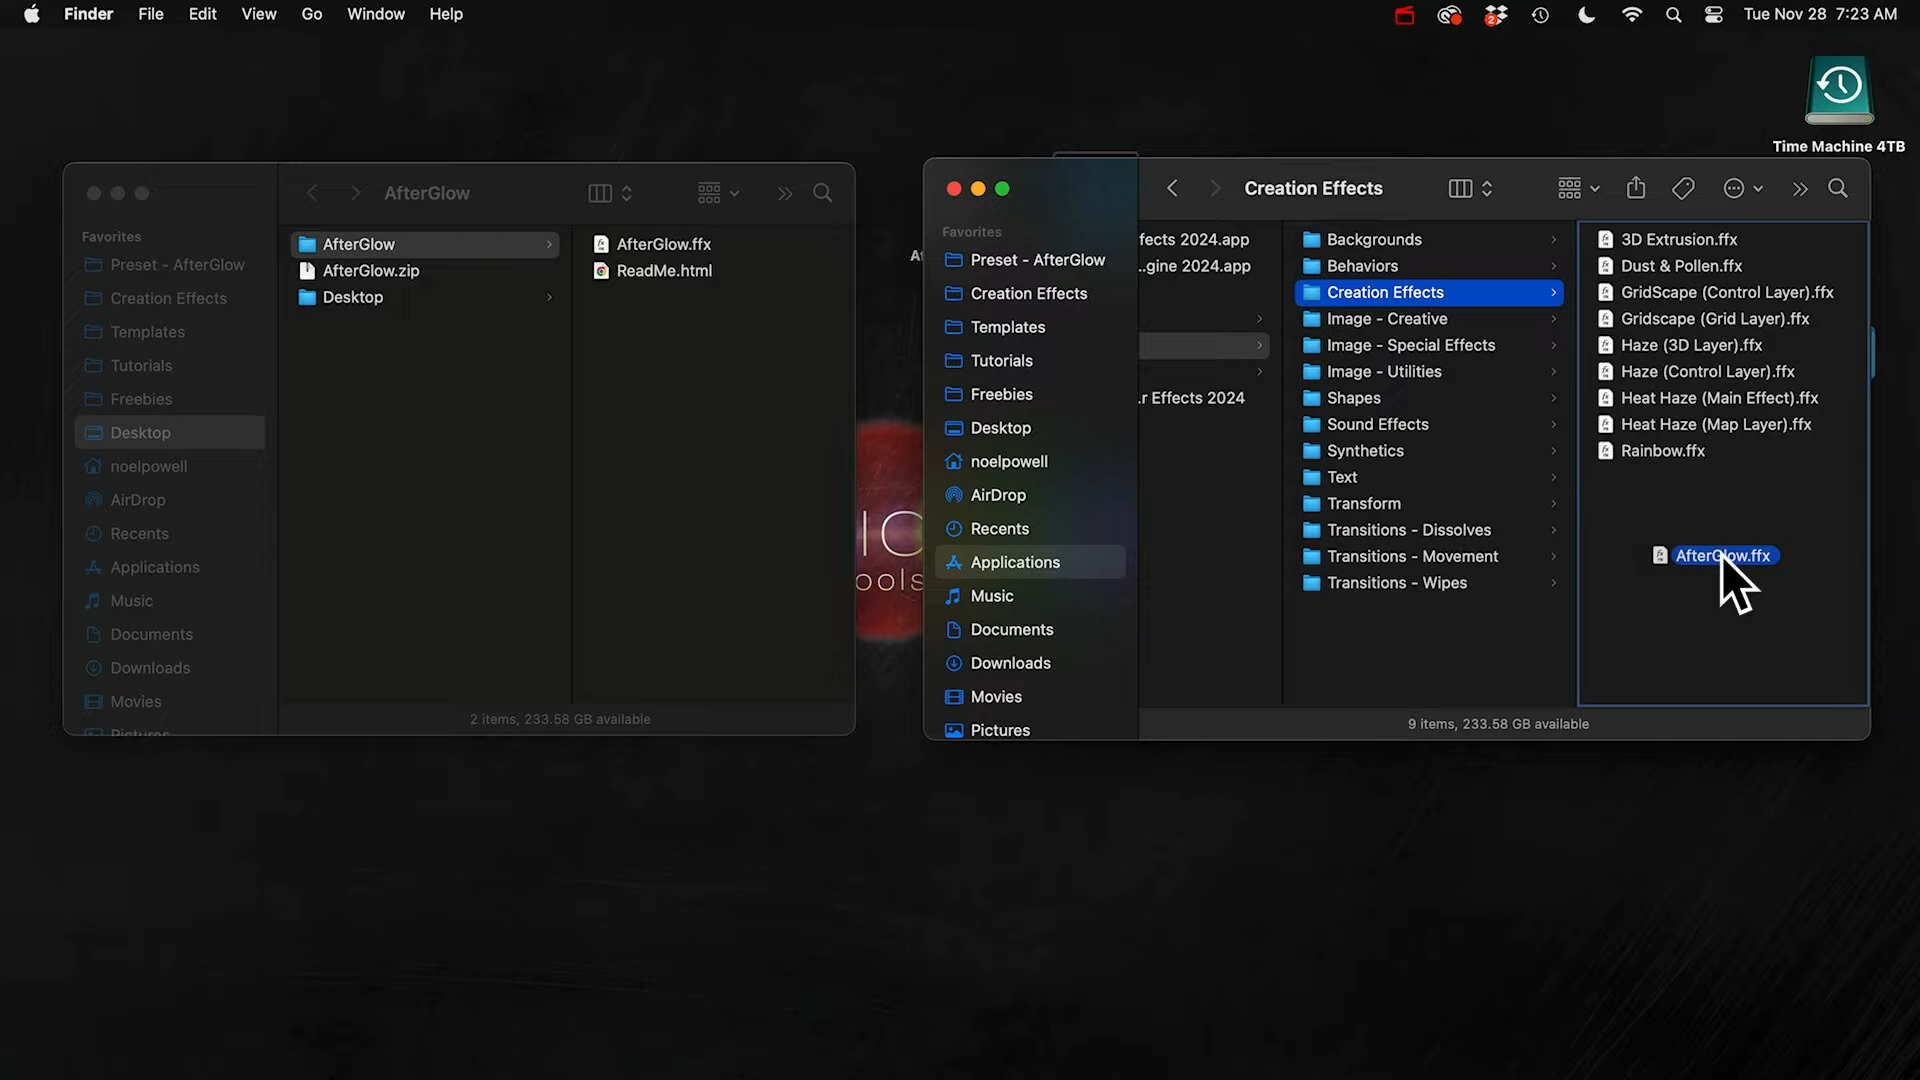 Finder File Edit View Go Window Help
2
Tue Nov 28 7:23 AM
Time Machine 4TB
AfterGlow
Favorites
Preset - AfterGlow
Creation Effects
Templates
Tutorials
Freebies
Desktop
noelpowell
AirDrop
Recents
Applications
Music
Documents
Downloads
Movies
Pictures
AfterGlow
AfterGlow.zip
Desktop
AfterGlow.ffx
ReadMe.html
2 items, 233.58 GB available
Creation Effects
Favorites
Preset - AfterGlow
Creation Effects
Templates
Tutorials
Freebies
Desktop
noelpowell
AirDrop
Recents
Applications
Music
Documents
Downloads
Movies
Pictures
fects 2024.app
...gine 2024.app
...r Effects 2024
Backgrounds
Behaviors
Creation Effects
Image - Creative
Image - Special Effects
Image - Utilities
Shapes
Sound Effects
Synthetics
Text
Transform
Transitions - Dissolves
Transitions - Movement
Transitions - Wipes
3D Extrusion.ffx
Dust & Pollen.ffx
GridScape (Control Layer).ffx
Gridscape (Grid Layer).ffx
Haze (3D Layer).ffx
Haze (Control Layer).ffx
Heat Haze (Main Effect).ffx
Heat Haze (Map Layer).ffx
Rainbow.ffx
AfterGlow.ffx
9 items, 233.58 GB available
ools